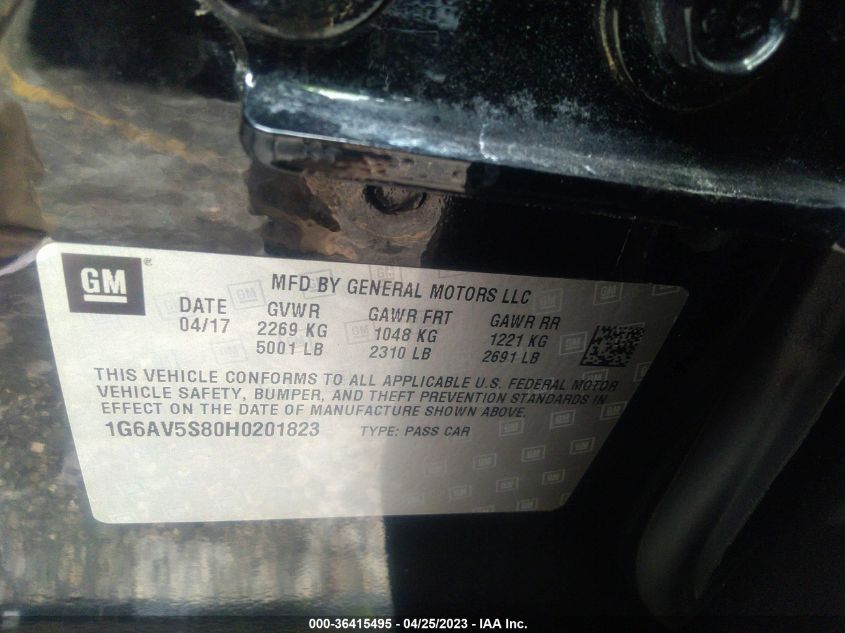 GM
MFD BY GENERAL MOTORS LLC
DATE GVWR GAWR FRT GAWR RR
04/17 2269 KG 1048 KG 1221 KG
5001 LB 2310 LB 2691 LB
THIS VEHICLE CONFORMS TO ALL APPLICABLE U.S. FEDERAL MOTOR
VEHICLE SAFETY, BUMPER, AND THEFT PREVENTION STANDARDS IN
EFFECT ON THE DATE OF MANUFACTURE SHOWN ABOVE.
1G6AV5S80H0201823 TYPE: PASS CAR
000-36415495 - 04/25/2023 - IAA Inc.